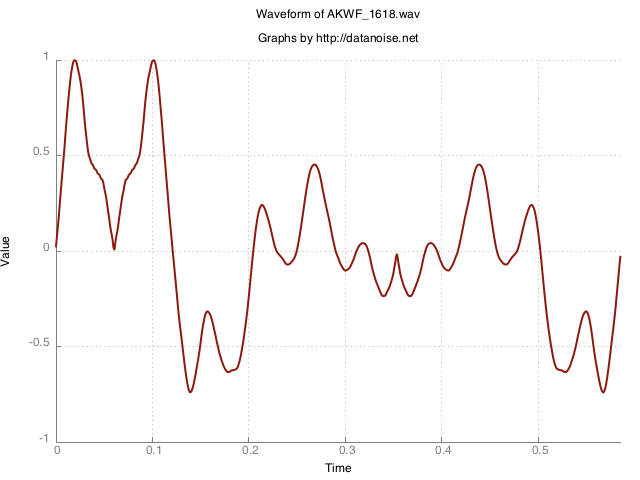 Waveform of AKWF_1618.wav
Graphs by http://datanoise.net
1
0.5
0
-0.5
-1
Value
0 0.1 0.2 0.3 0.4 0.5
Time